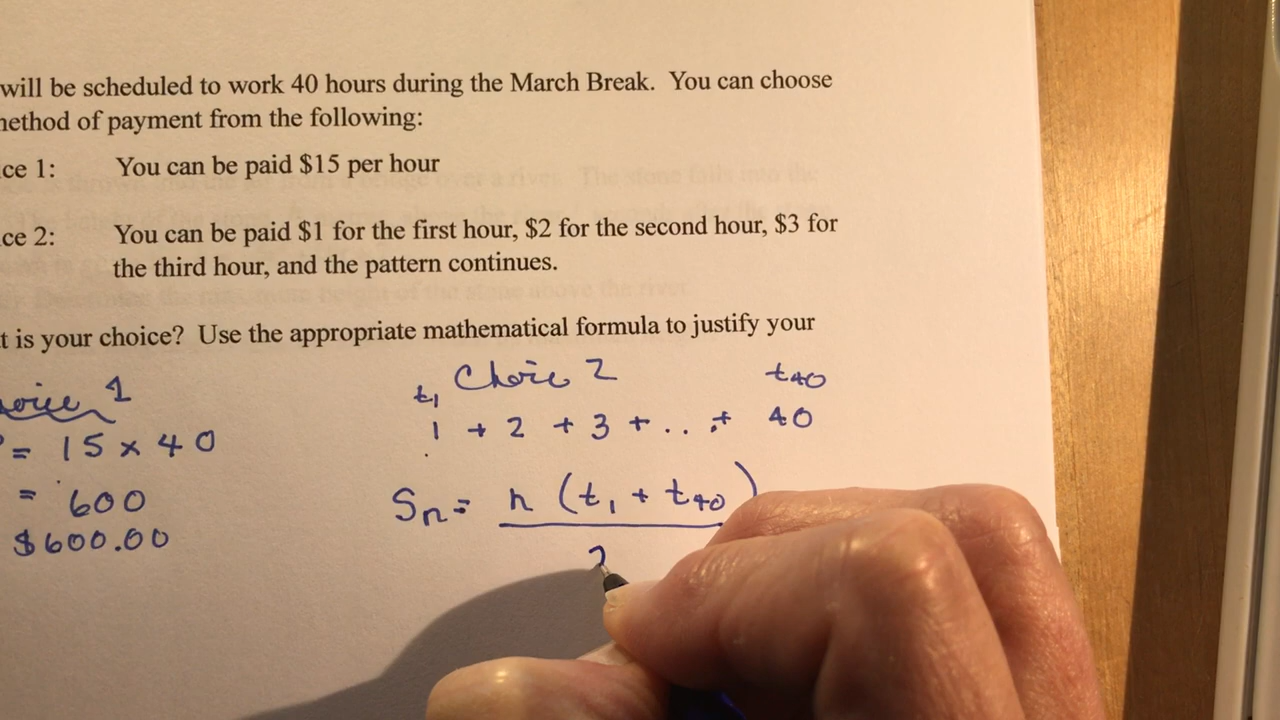 will be scheduled to work 40 hours during the March Break. You can choose
nethod of payment from the following:
ce 1: You can be paid $15 per hour
ce 2: You can be paid $1 for the first hour, $2 for the second hour, $3 for
the third hour, and the pattern continues.
t is your choice? Use the appropriate mathematical formula to justify your
oice 1
= 15 × 40
= 600
$600.00
Choice 2
t₁ t₄₀
1 + 2 + 3 + ... + 40
Sₙ = n (t₁ + t₄₀)
2